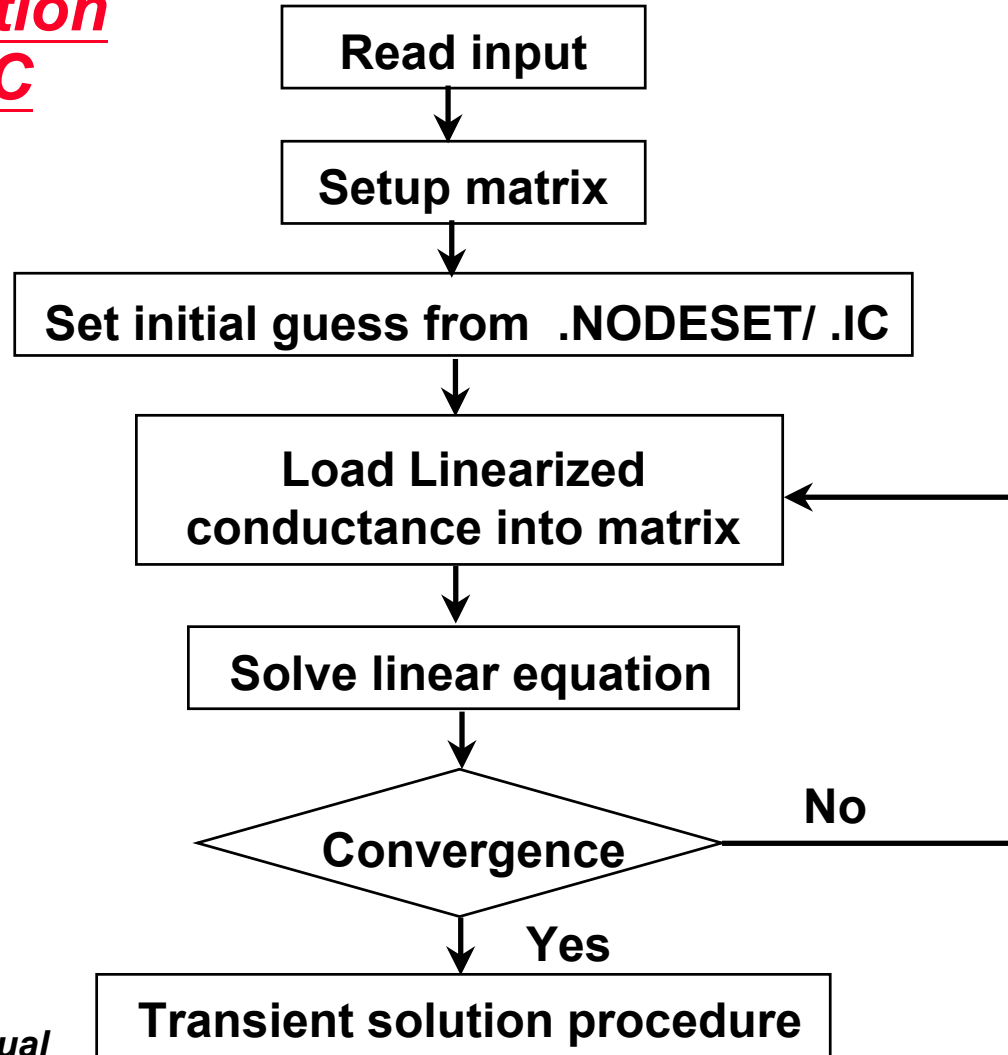 Read input
Setup matrix
Set initial guess from .NODESET/ .IC
Load Linearized
conductance into matrix
Solve linear equation
Convergence
No
Yes
Transient solution procedure